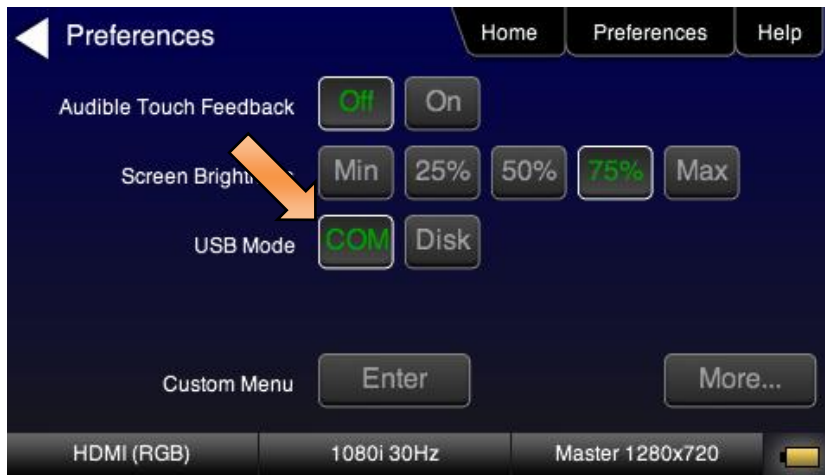 Preferences
Home Preferences Help
Audible Touch Feedback Off On
Screen Min 25% 50% 75% Max
USB Mode COM Disk
Custom Menu Enter More...
HDMI (RGB) 1080i 30Hz Master 1280x720